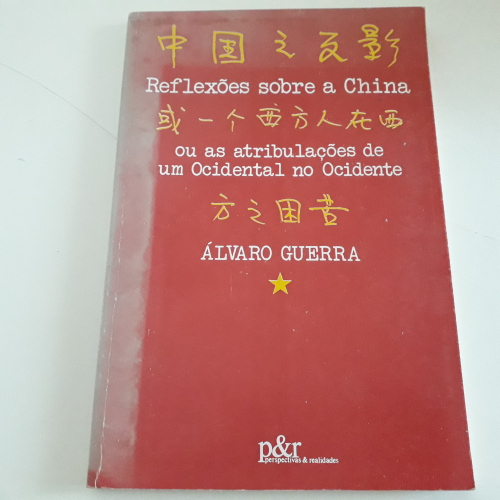 中国之反影
Reflexões sobre a China
或一个西方人在西
ou as atribulações de
um Ocidental no Ocidente
方之困营
ÁLVARO GUERRA
p&r
perspectivas & realidades